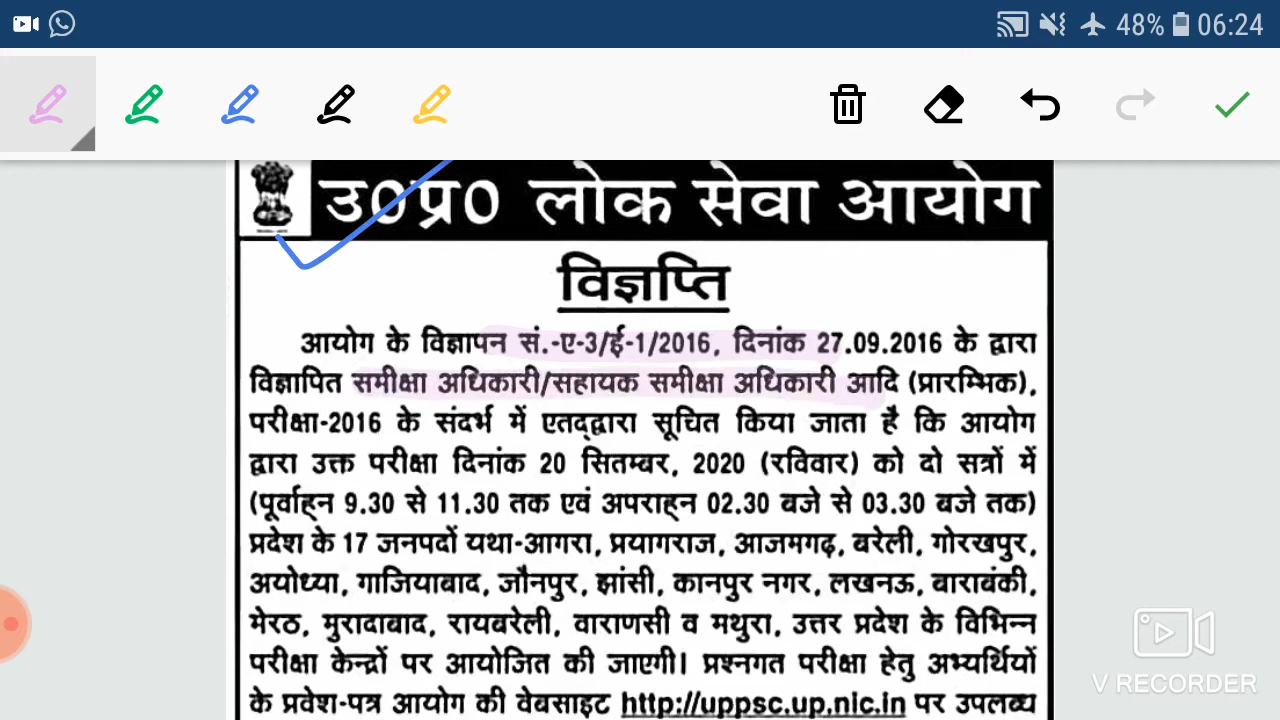 48% 06:24
उ0प्र0 लोक सेवा आयोग
विज्ञप्ति
आयोग के विज्ञापन सं.-ए-3/ई-1/2016, दिनांक 27.09.2016 के द्वारा
विज्ञापित समीक्षा अधिकारी/सहायक समीक्षा अधिकारी आदि (प्रारम्भिक),
परीक्षा-2016 के संदर्भ में एतद्द्वारा सूचित किया जाता है कि आयोग
द्वारा उक्त परीक्षा दिनांक 20 सितम्बर, 2020 (रविवार) को दो सत्रों में
(पूर्वाह्न 9.30 से 11.30 तक एवं अपराह्न 02.30 बजे से 03.30 बजे तक)
प्रदेश के 17 जनपदों यथा-आगरा, प्रयागराज, आजमगढ़, बरेली, गोरखपुर,
अयोध्या, गाजियाबाद, जौनपुर, झांसी, कानपुर नगर, लखनऊ, बाराबंकी,
मेरठ, मुरादाबाद, रायबरेली, वाराणसी व मथुरा, उत्तर प्रदेश के विभिन्न
परीक्षा केन्द्रों पर आयोजित की जाएगी। प्रश्नगत परीक्षा हेतु अभ्यर्थियों
के प्रवेश-पत्र आयोग की वेबसाइट http://uppsc.up.nic.in पर उपलब्ध
V RECORDER